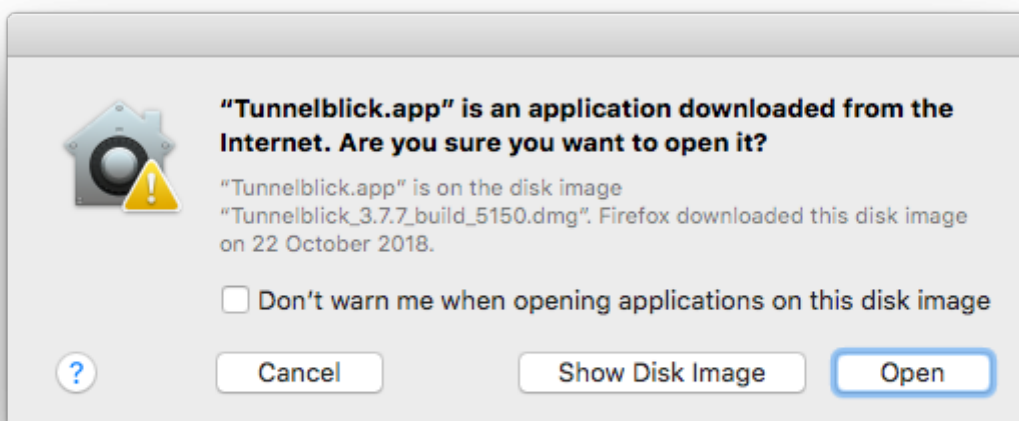 “Tunnelblick.app” is an application downloaded from the
Internet. Are you sure you want to open it?
“Tunnelblick.app” is on the disk image
“Tunnelblick_3.7.7_build_5150.dmg”. Firefox downloaded this disk image
on 22 October 2018.
Don’t warn me when opening applications on this disk image
? Cancel Show Disk Image Open